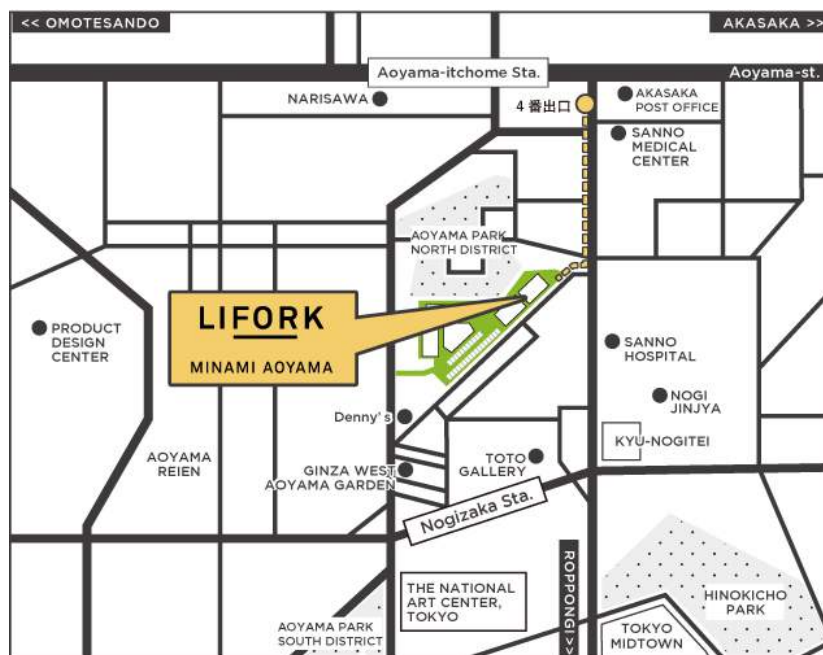 << OMOTESANDO
AKASAKA >>
Aoyama-itchome Sta.
Aoyama-st.
NARISAWA
4 番出口
AKASAKA
POST OFFICE
SANNO
MEDICAL
CENTER
AOYAMA PARK
NORTH DISTRICT
LIFORK
MINAMI AOYAMA
PRODUCT
DESIGN
CENTER
SANNO
HOSPITAL
NOGI
JINJYA
Denny's
KYU-NOGITEI
AOYAMA
REIEN
GINZA WEST
AOYAMA GARDEN
TOTO
GALLERY
Nogizaka Sta.
ROPPONGI >>
THE NATIONAL
ART CENTER,
TOKYO
HINOKICHO
PARK
AOYAMA PARK
SOUTH DISTRICT
TOKYO
MIDTOWN